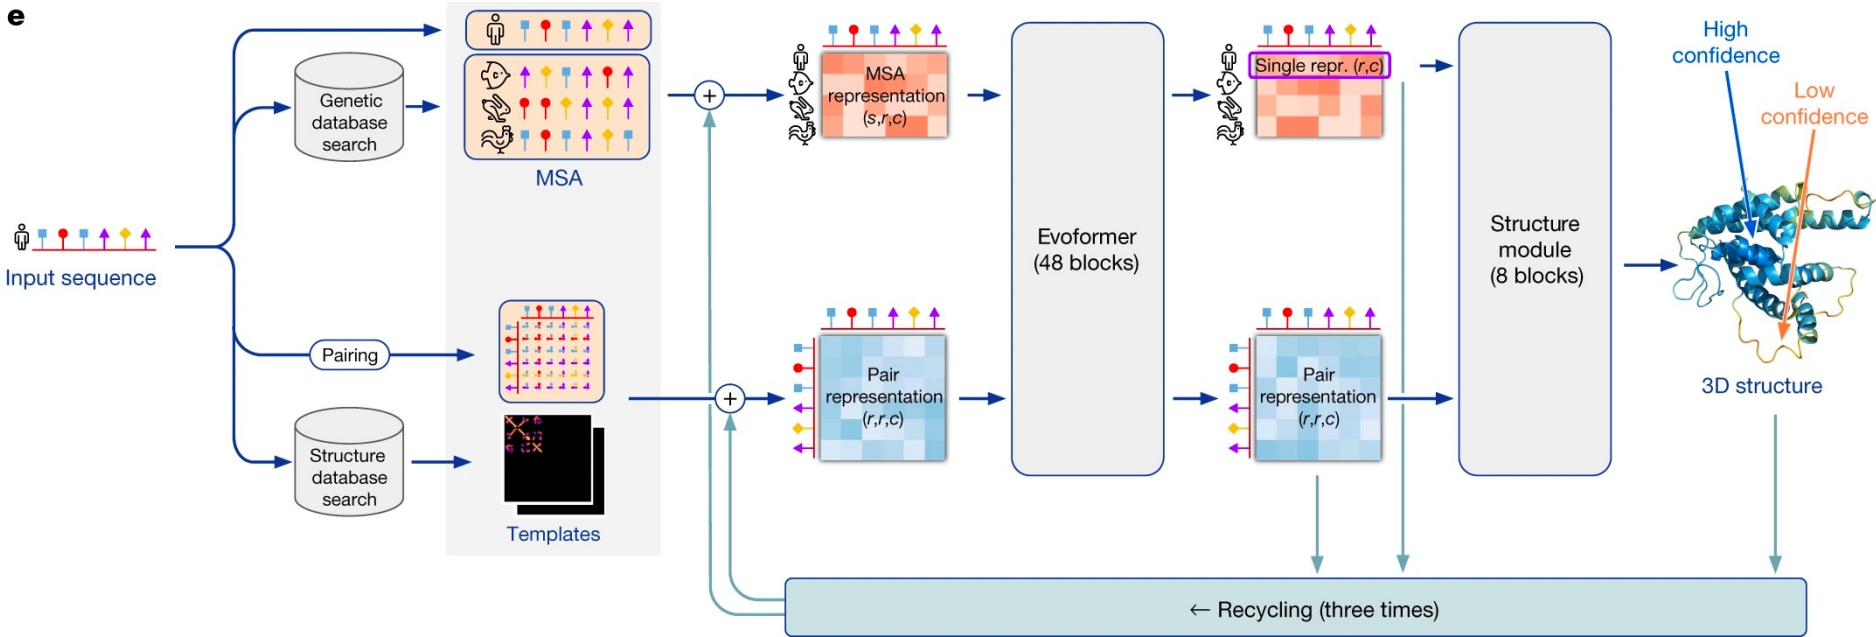 e
High
confidence
Low
confidence
Genetic
database
search
MSA
MSA
representation
(s,r,c)
Single repr. (r,c)
Input sequence
Evoformer
(48 blocks)
Structure
module
(8 blocks)
Pairing
Pair
representation
(r,r,c)
Pair
representation
(r,r,c)
3D structure
Structure
database
search
Templates
← Recycling (three times)